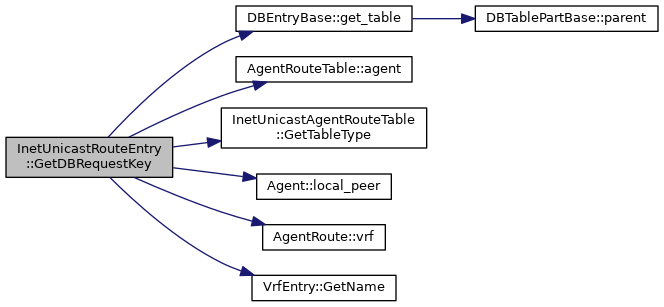 DBEntryBase::get_table
DBTablePartBase::parent
AgentRouteTable::agent
InetUnicastAgentRouteTable
::GetTableType
InetUnicastRouteEntry
::GetDBRequestKey
Agent::local_peer
AgentRoute::vrf
VrfEntry::GetName